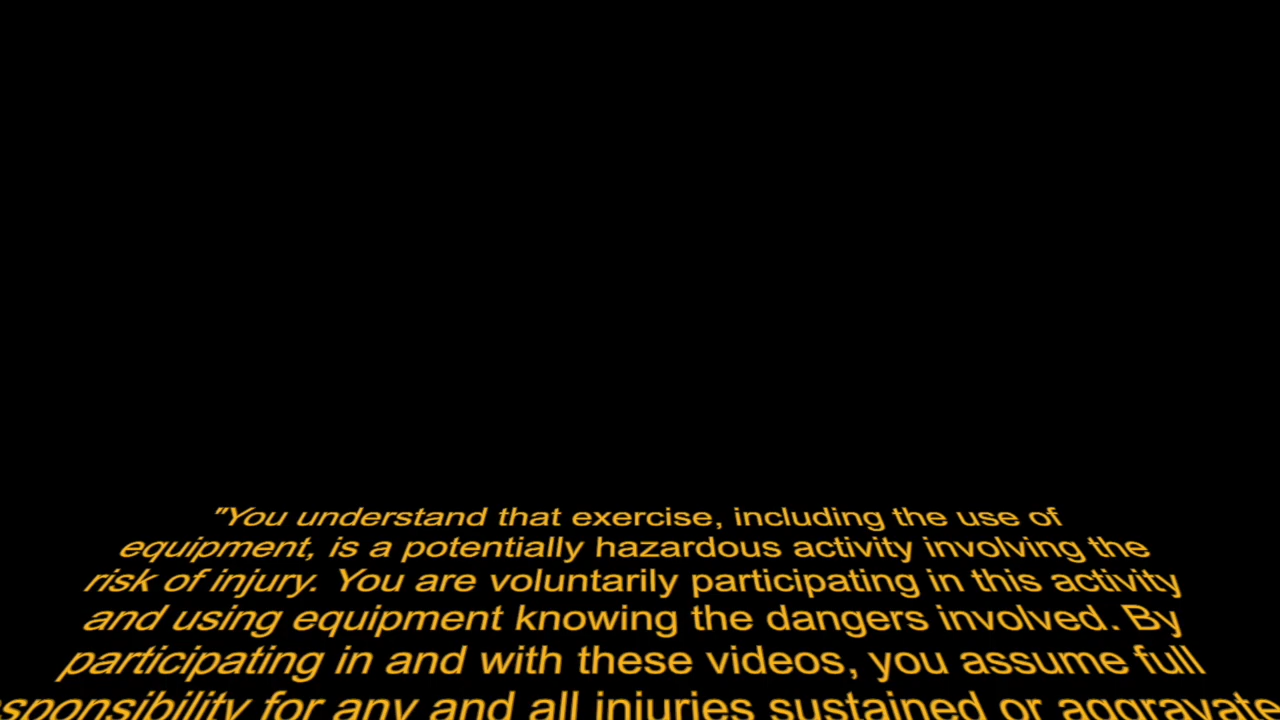 "You understand that exercise, including the use of
equipment, is a potentially hazardous activity involving the
risk of injury. You are voluntarily participating in this activity
and using equipment knowing the dangers involved. By
participating in and with these videos, you assume full
for any and all injuries sustained or